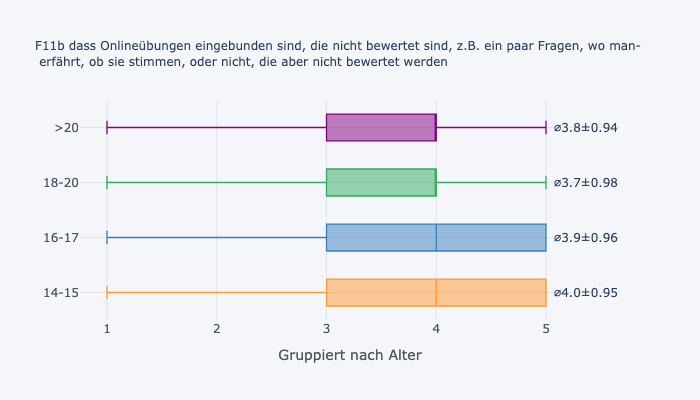 F11b dass Onlineübungen eingebunden sind, die nicht bewertet sind, z.B. ein paar Fragen, wo man-
erfährt, ob sie stimmen, oder nicht, die aber nicht bewertet werden
>20
⌀3.8±0.94
18-20
⌀3.7±0.98
16-17
⌀3.9±0.96
14-15
⌀4.0±0.95
1 2 3 4 5
Gruppiert nach Alter